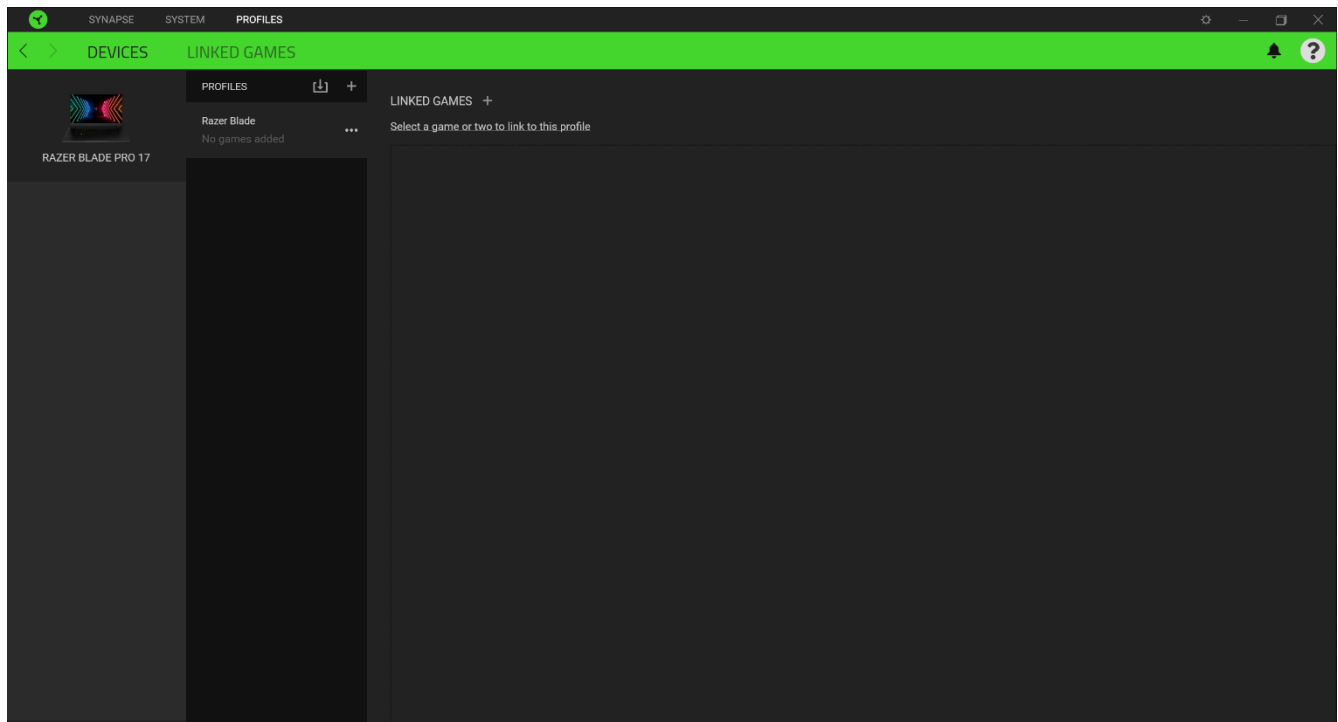 SYNAPSE SYSTEM PROFILES
DEVICES LINKED GAMES
RAZER BLADE PRO 17
PROFILES
Razer Blade
No games added
LINKED GAMES
Select a game or two to link to this profile